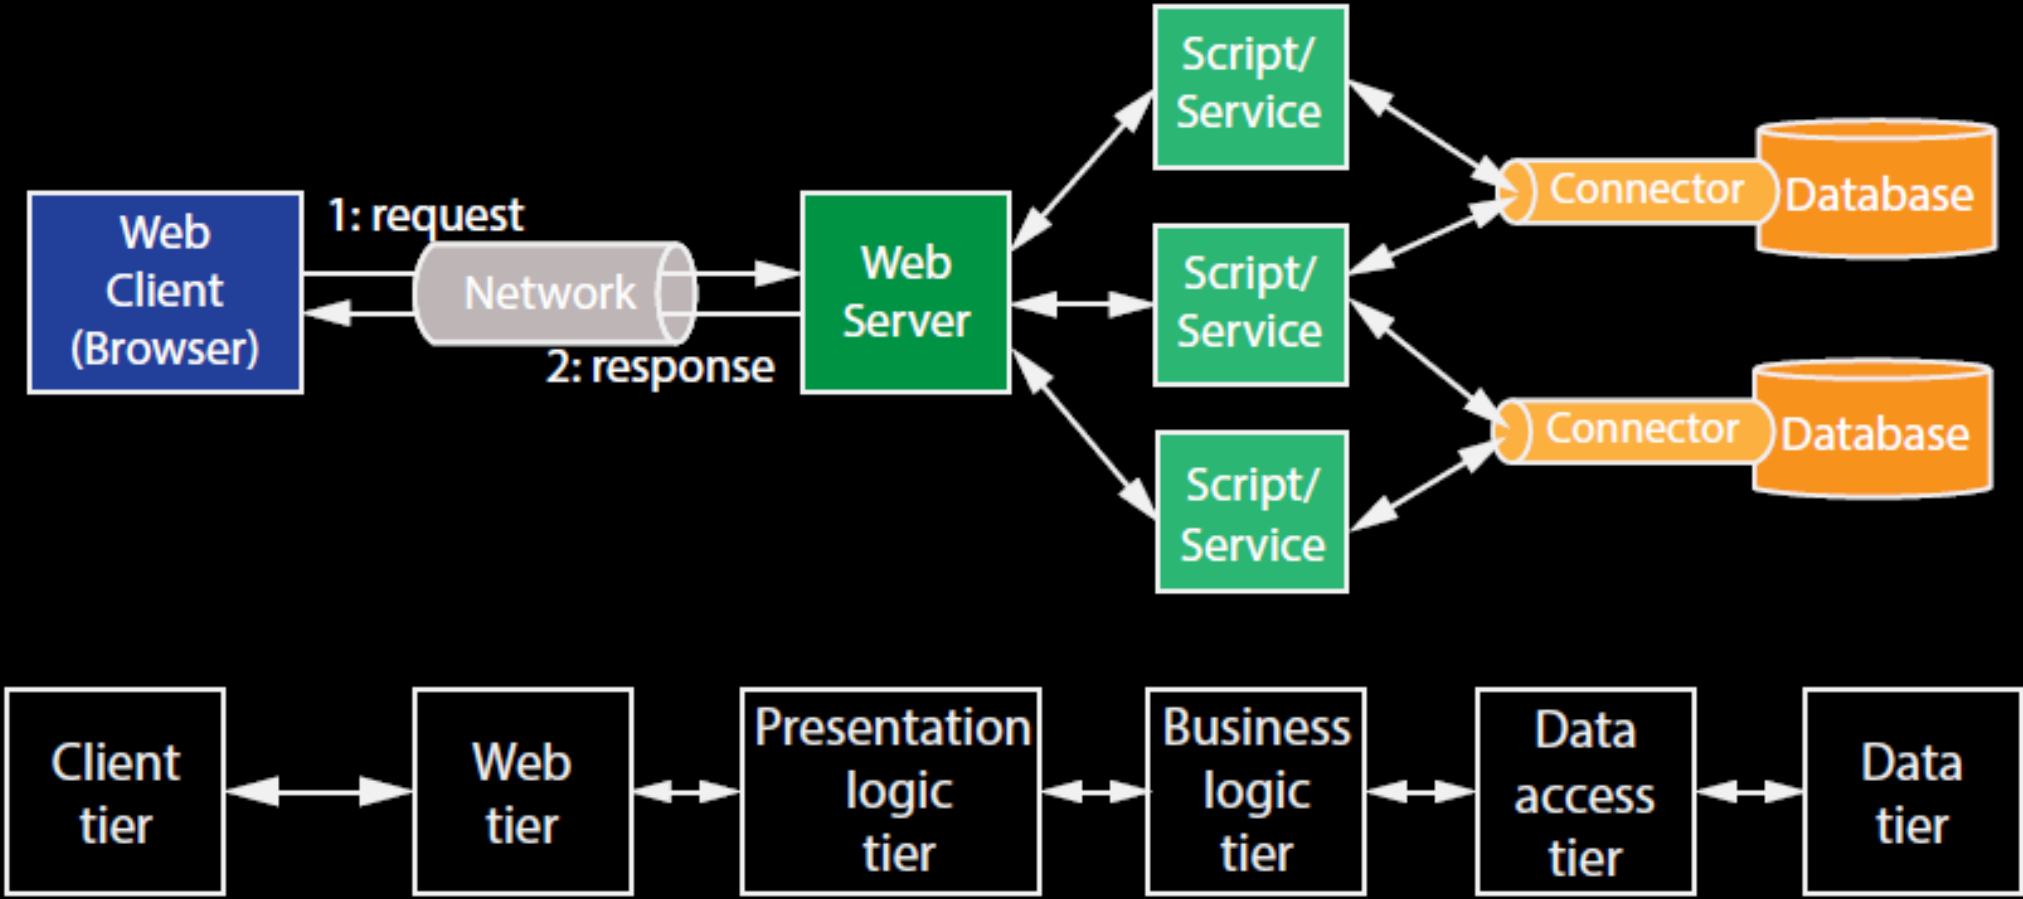 Web
Client
(Browser)
1: request
Network
2: response
Web
Server
Script/
Service
Script/
Service
Script/
Service
Connector
Database
Connector
Database
Client
tier
Web
tier
Presentation
logic
tier
Business
logic
tier
Data
access
tier
Data
tier